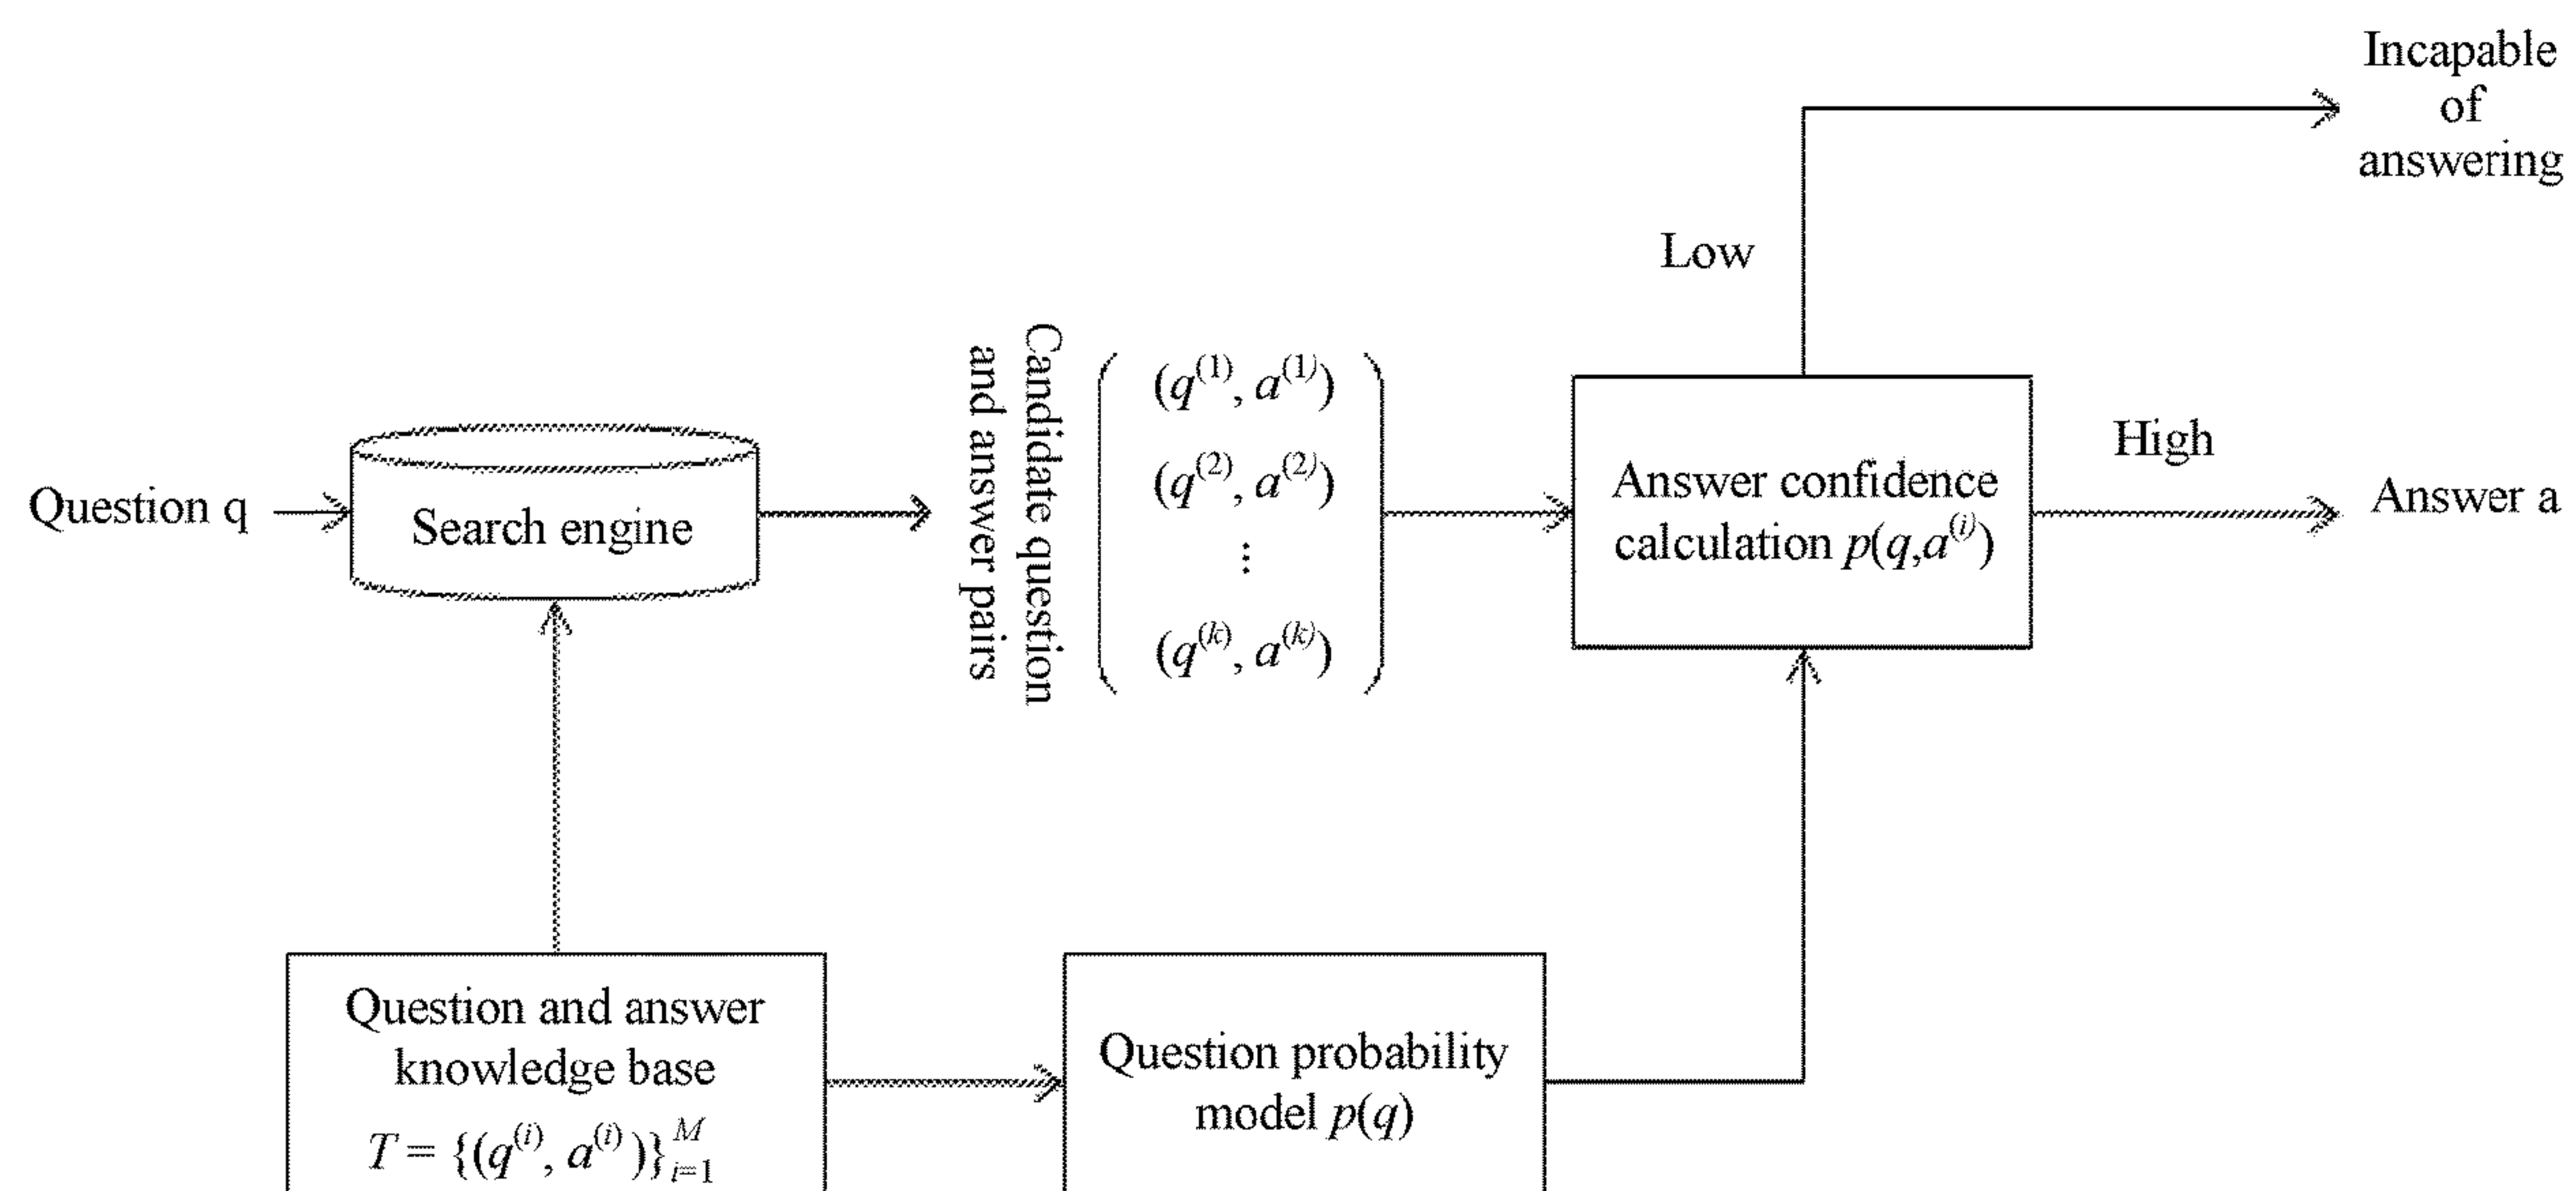 Incapable
of
answering
Low
High
Question q
Search engine
Candidate question
and answer pairs
(q^(1), a^(1))
(q^(2), a^(2))
⋮
(q^(k), a^(k))
Answer confidence
calculation p(q,a^(i))
Answer a
Question and answer
knowledge base
T = {(q^(i), a^(i))}_{i=1}^M
Question probability
model p(q)